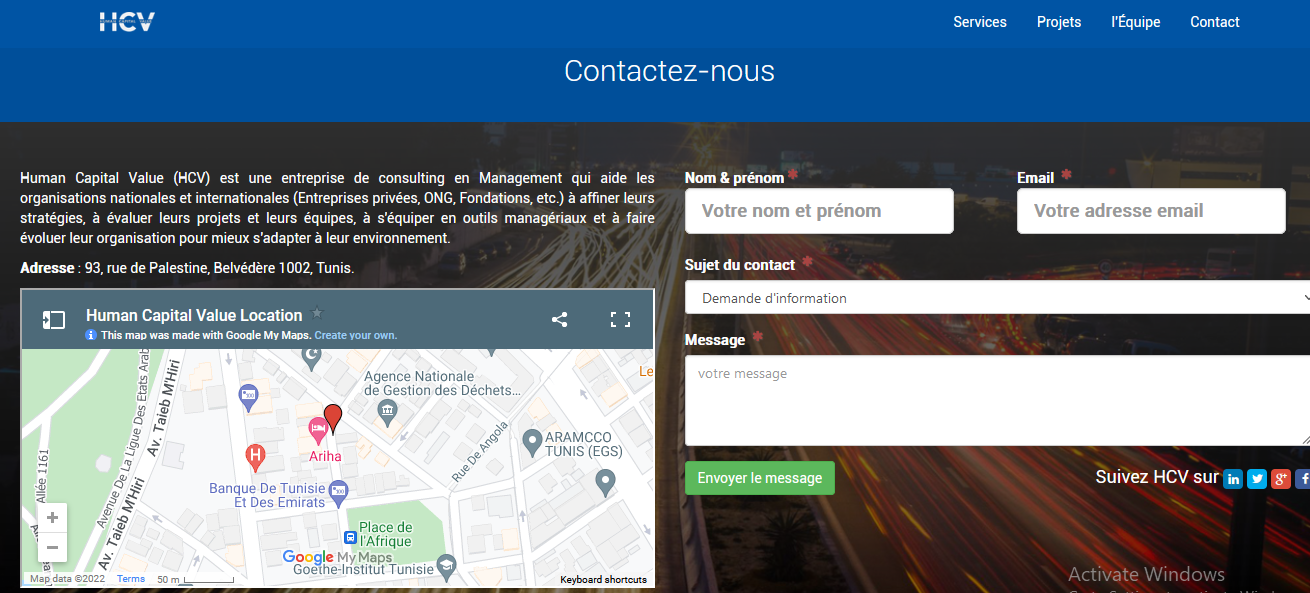 HCV
HUMAN CAPITAL VALUE
Services
Projets
l'Équipe
Contact
Contactez-nous
Human Capital Value (HCV) est une entreprise de consulting en Management qui aide les
organisations nationales et internationales (Entreprises privées, ONG, Fondations, etc.) à affiner leurs
stratégies, à évaluer leurs projets et leurs équipes, à s'équiper en outils managériaux et à faire
évoluer leur organisation pour mieux s'adapter à leur environnement.
Adresse : 93, rue de Palestine, Belvédère 1002, Tunis.
Human Capital Value Location
This map was made with Google My Maps. Create your own.
Agence Nationale
de Gestion des Déchets...
Le
Avenue De La Ligue Des Etats Arab
Av. Taieb M'Hiri
Ariha
H
ARAMCCO
TUNIS (EGS)
Rue De Angola
Allée 1161
Banque De Tunisie
Et Des Emirats
Av. Taieb M'Hiri
Place de
l'Afrique
Google My Maps
Goethe-Institut Tunisie
+
−
Map data ©2022
Terms
50 m
Keyboard shortcuts
Nom & prénom *
Email *
Votre nom et prénom
Votre adresse email
Sujet du contact *
Demande d'information
Message *
votre message
Envoyer le message
Suivez HCV sur
in
g+
f
Activate Windows